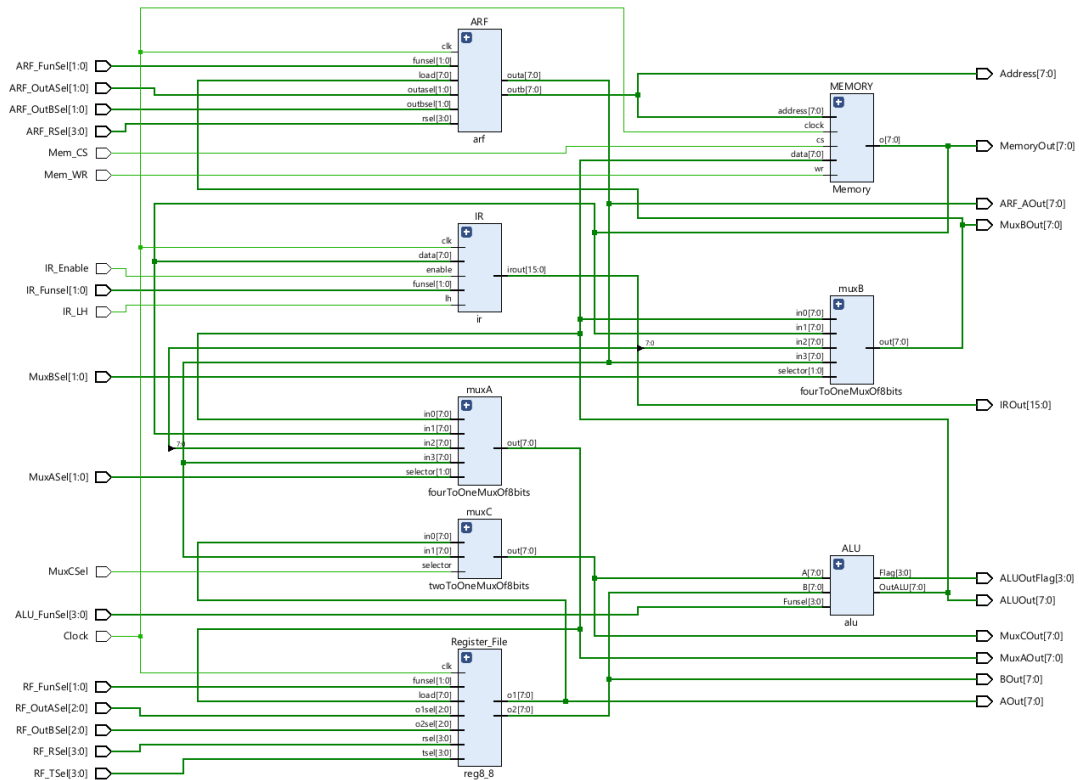 ARF
clk
ARF_FunSel[1:0]
funsel[1:0]
load[7:0]
outa[7:0]
Address[7:0]
ARF_OutASel[1:0]
outasel[1:0]
outb[7:0]
MEMORY
ARF_OutBSel[1:0]
outbsel[1:0]
address[7:0]
ARF_RSel[3:0]
rsel[3:0]
clock
arf
Mem_CS
cs
o[7:0]
MemoryOut[7:0]
data[7:0]
Mem_WR
wr
Memory
ARF_AOut[7:0]
IR
MuxBOut[7:0]
clk
data[7:0]
IR_Enable
enable
irout[15:0]
IR_Funsel[1:0]
funsel[1:0]
muxB
lh
IR_LH
ir
in0[7:0]
in1[7:0]
7:0
in2[7:0]
out[7:0]
in3[7:0]
MuxBSel[1:0]
selector[1:0]
muxA
fourToOneMuxOf8bits
IROut[15:0]
in0[7:0]
in1[7:0]
7:0
in2[7:0]
out[7:0]
in3[7:0]
MuxASel[1:0]
selector[1:0]
fourToOneMuxOf8bits
muxC
in0[7:0]
in1[7:0]
out[7:0]
ALU
MuxCSel
selector
A[7:0]
Flag[3:0]
ALUOutFlag[3:0]
twoToOneMuxOf8bits
B[7:0]
OutALU[7:0]
ALUOut[7:0]
Funsel[3:0]
ALU_FunSel[3:0]
alu
Clock
Register_File
MuxCOut[7:0]
MuxAOut[7:0]
clk
BOut[7:0]
RF_FunSel[1:0]
funsel[1:0]
load[7:0]
o1[7:0]
AOut[7:0]
RF_OutASel[2:0]
o1sel[2:0]
o2[7:0]
RF_OutBSel[2:0]
o2sel[2:0]
rsel[3:0]
RF_RSel[3:0]
tsel[3:0]
RF_TSel[3:0]
reg8_8